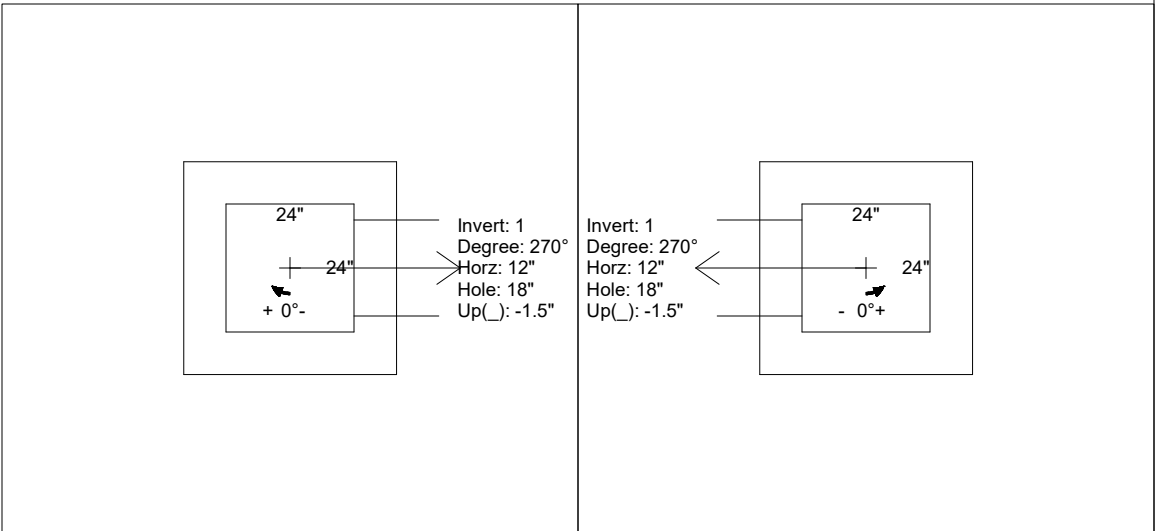 24"
24"
+ 0°-
Invert: 1
Degree: 270°
Horz: 12"
Hole: 18"
Up(_): -1.5"
Invert: 1
Degree: 270°
Horz: 12"
Hole: 18"
Up(_): -1.5"
24"
24"
- 0°+